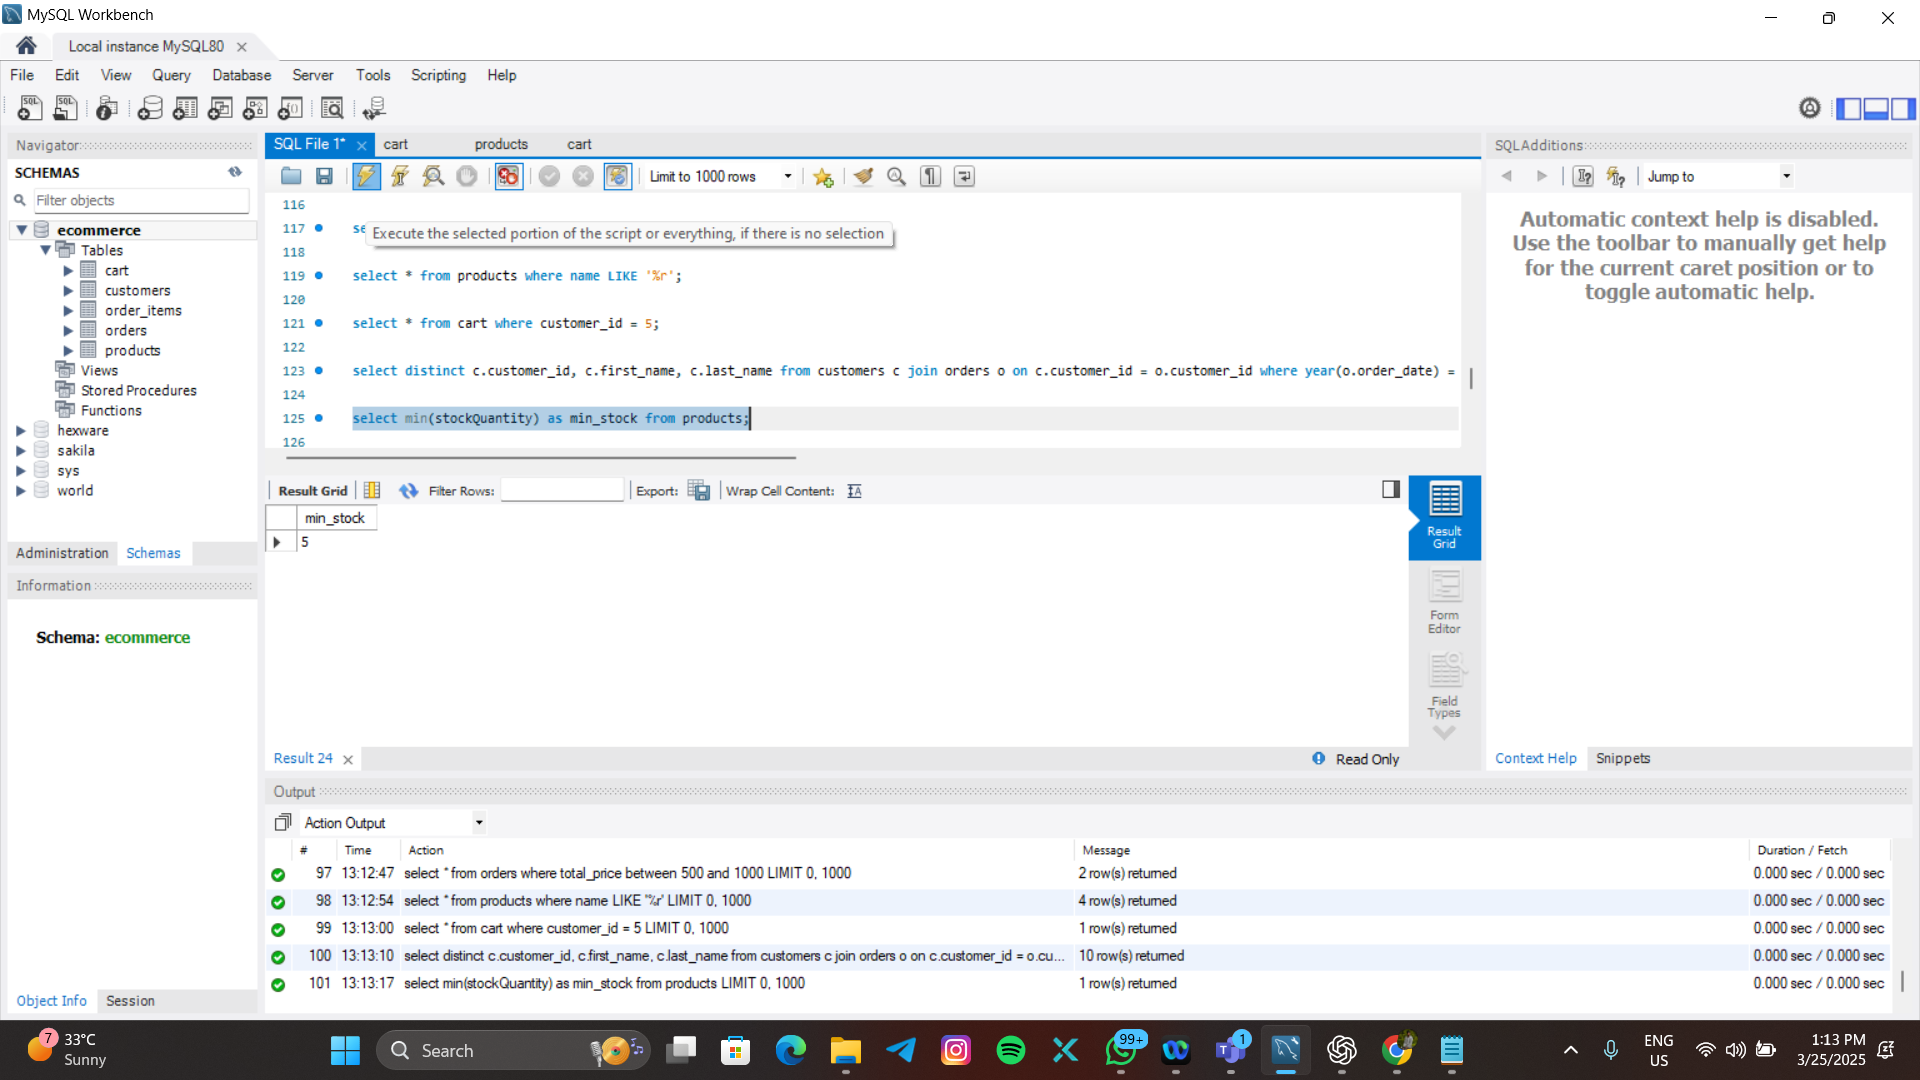 MySQL Workbench
Local instance MySQL80
File Edit View Query Database Server Tools Scripting Help
Navigator
SCHEMAS
Filter objects
ecommerce
Tables
cart
customers
order_items
orders
products
Views
Stored Procedures
Functions
hexware
sakila
sys
world
Administration Schemas
Information
Schema: ecommerce
Object Info Session
SQL File 1* cart products cart
Limit to 1000 rows
116
117 se
Execute the selected portion of the script or everything, if there is no selection
118
119 select * from products where name LIKE '%r';
120
121 select * from cart where customer_id = 5;
122
123 select distinct c.customer_id, c.first_name, c.last_name from customers c join orders o on c.customer_id = o.customer_id where year(o.order_date) =
124
125 select min(stockQuantity) as min_stock from products;
126
Result Grid Filter Rows: Export: Wrap Cell Content:
min_stock
5
Result Grid
Form Editor
Field Types
Result 24 Read Only
SQLAdditions
Jump to
Automatic context help is disabled.
Use the toolbar to manually get help
for the current caret position or to
toggle automatic help.
Context Help Snippets
Output
Action Output
# Time Action Message Duration / Fetch
97 13:12:47 select * from orders where total_price between 500 and 1000 LIMIT 0, 1000 2 row(s) returned 0.000 sec / 0.000 sec
98 13:12:54 select * from products where name LIKE '%r' LIMIT 0, 1000 4 row(s) returned 0.000 sec / 0.000 sec
99 13:13:00 select * from cart where customer_id = 5 LIMIT 0, 1000 1 row(s) returned 0.000 sec / 0.000 sec
100 13:13:10 select distinct c.customer_id, c.first_name, c.last_name from customers c join orders o on c.customer_id = o.cu... 10 row(s) returned 0.000 sec / 0.000 sec
101 13:13:17 select min(stockQuantity) as min_stock from products LIMIT 0, 1000 1 row(s) returned 0.000 sec / 0.000 sec
7
33°C
Sunny
Search
99+
1
ENG
US
1:13 PM
3/25/2025